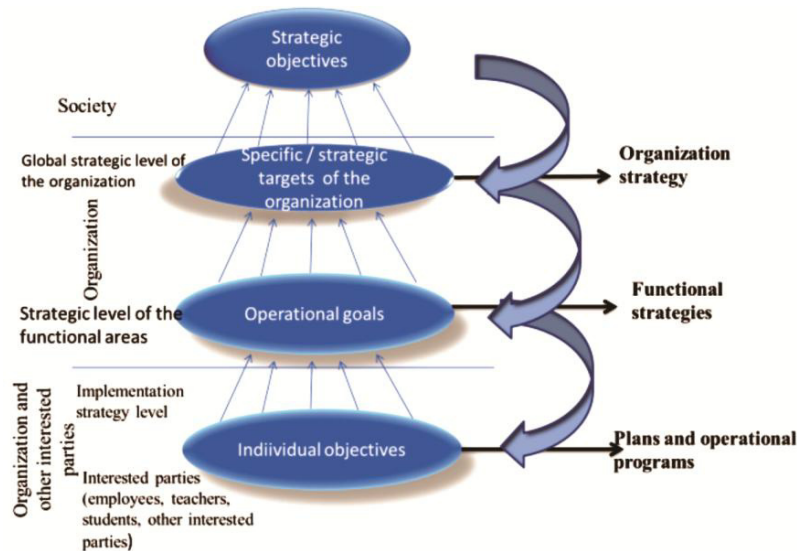 Strategic
objectives
Society
Global strategic level of
the organization
Specific / strategic
targets of the
organization
Organization
strategy
Organization
Strategic level of the
functional areas
Operational goals
Functional
strategies
Organization and
other interested
parties
Implementation
strategy level
Indiividual objectives
Plans and operational
programs
Interested parties
(employees, teachers,
students, other interested
parties)